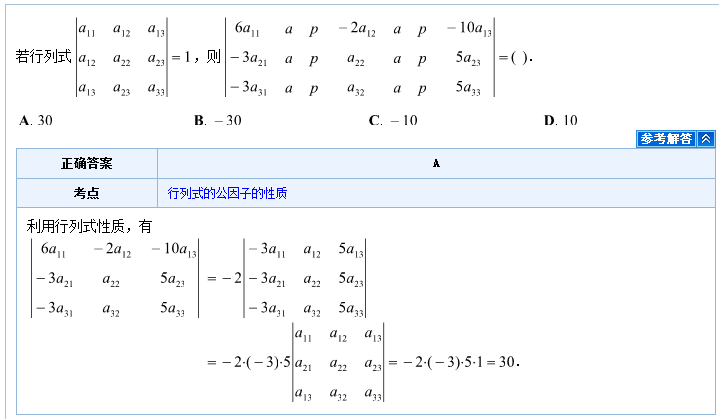 若行列式 | a11 a12 a13 | a12 a22 a23 | a13 a23 a33 | = 1，则 | 6a11 a p −2a12 a p −10a13 | −3a21 a p a22 a p 5a23 | −3a31 a p a32 a p 5a33 | = ( ).
A. 30 B. −30 C. −10 D. 10
参考解答
正确答案 A
考点 行列式的公因子的性质
利用行列式性质，有
| 6a11 −2a12 −10a13 | −3a21 a22 5a23 | −3a31 a32 5a33 | = −2 | −3a11 a12 5a13 | −3a21 a22 5a23 | −3a31 a32 5a33 |
= −2·(−3)·5 | a11 a12 a13 | a21 a22 a23 | a13 a32 a33 | = −2·(−3)·5·1 = 30.